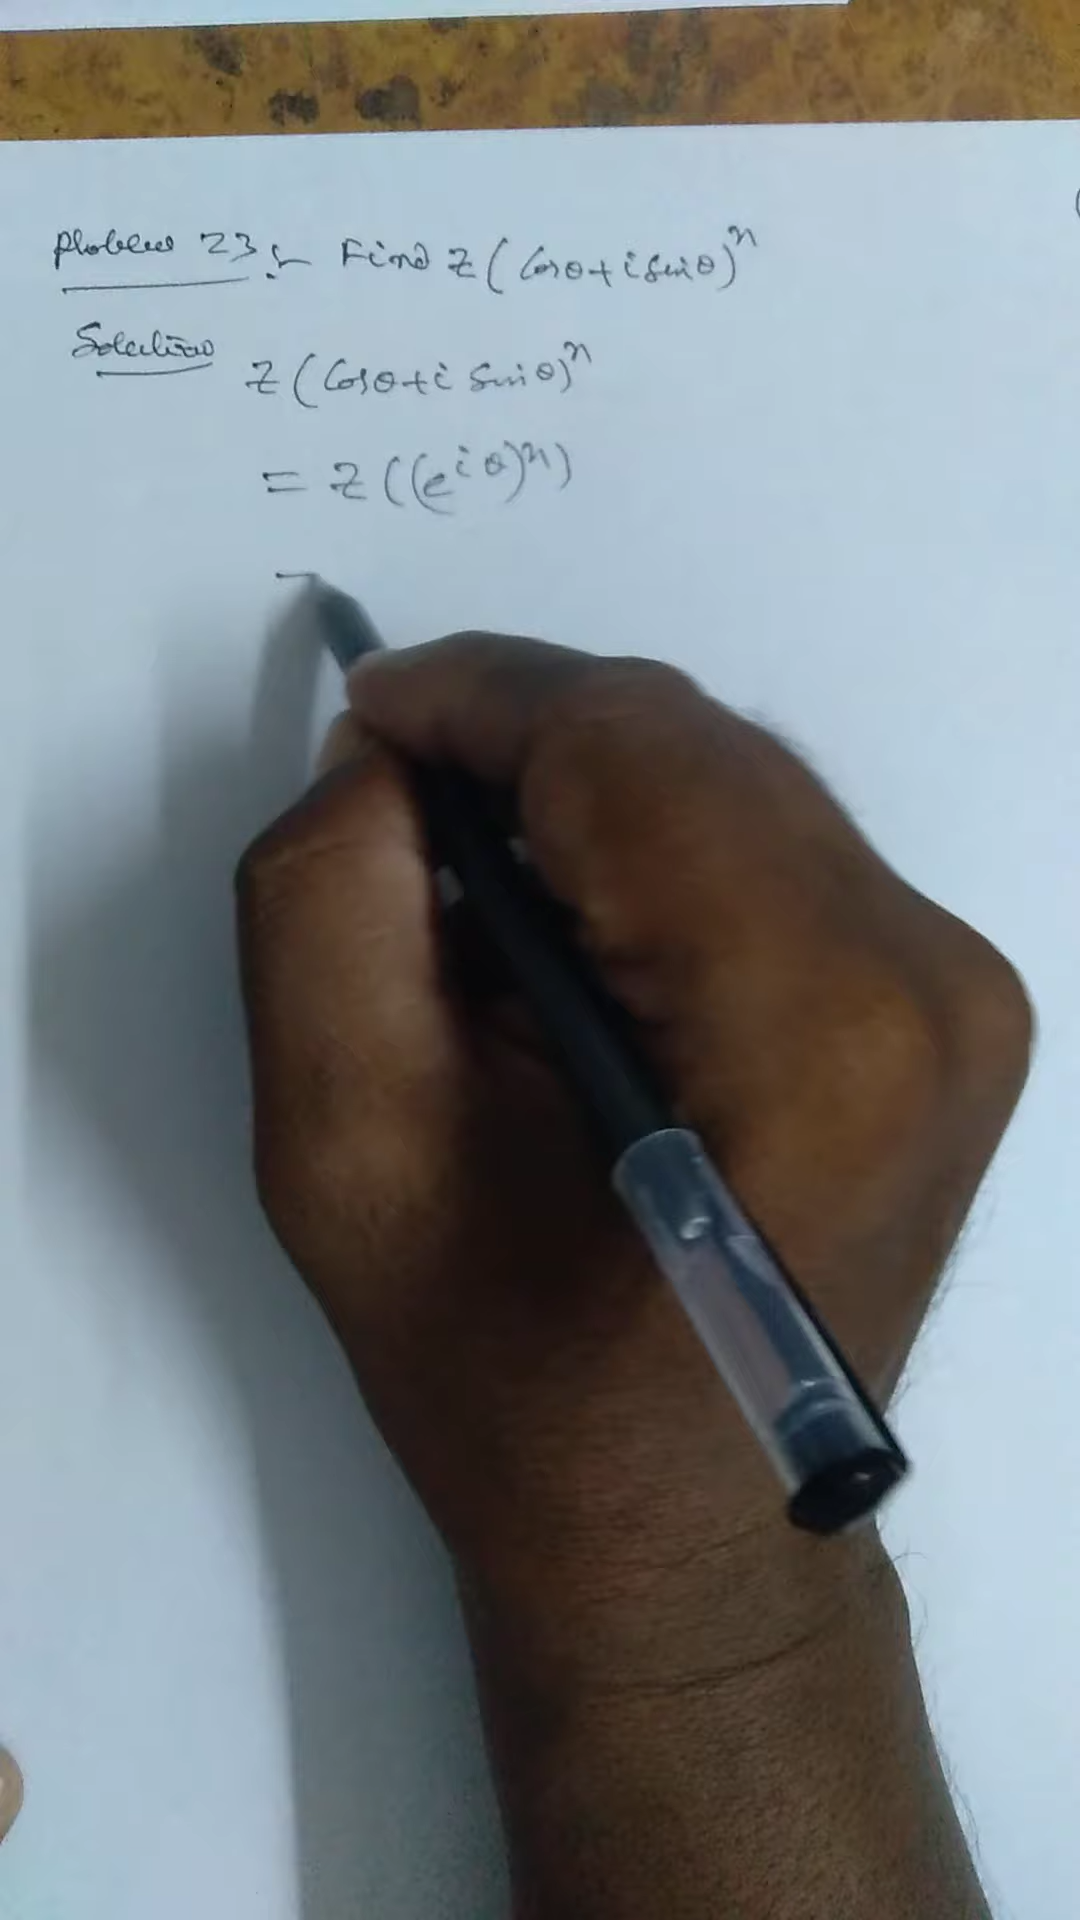 Problem 23:- Find Z(Cosθ+i sinθ)^n
Solution
Z(Cosθ+i Sinθ)^n
= Z((e^iθ)^n)